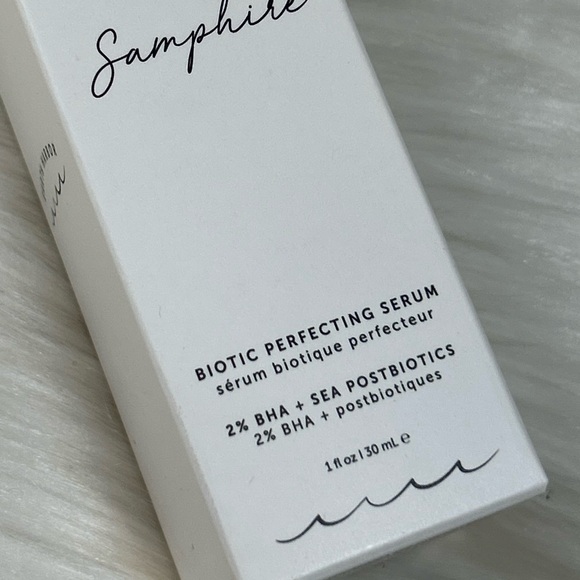 Samphire
BIOTIC PERFECTING SERUM
sérum biotique perfecteur
2% BHA + SEA POSTBIOTICS
2% BHA + postbiotiques
1 fl oz | 30 mL ℮